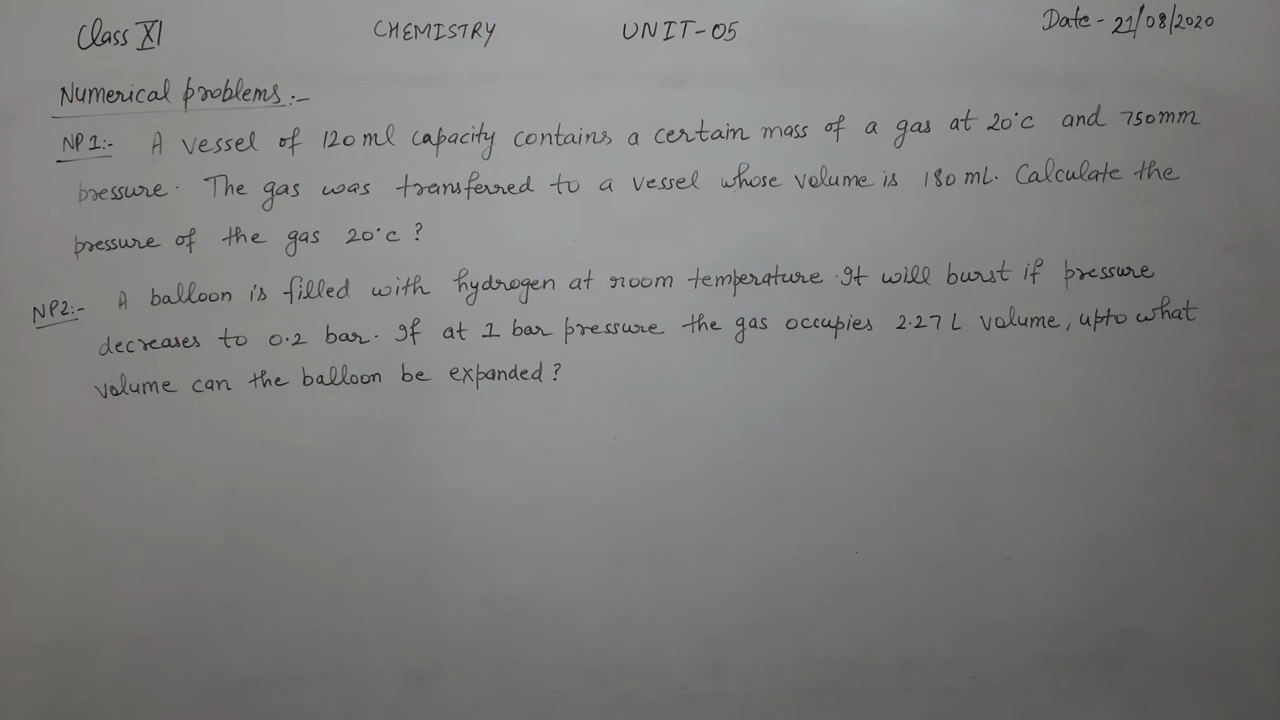 Class XI CHEMISTRY UNIT-05 Date - 21/08/2020
Numerical problems:-
NP1:- A vessel of 120 ml capacity contains a certain mass of a gas at 20°c and 750mm
pressure. The gas was transferred to a vessel whose volume is 180 mL. Calculate the
pressure of the gas 20°c ?
NP2:- A balloon is filled with hydrogen at room temperature. It will burst if pressure
decreases to 0.2 bar. If at 1 bar pressure the gas occupies 2.27 L volume, upto what
volume can the balloon be expanded ?